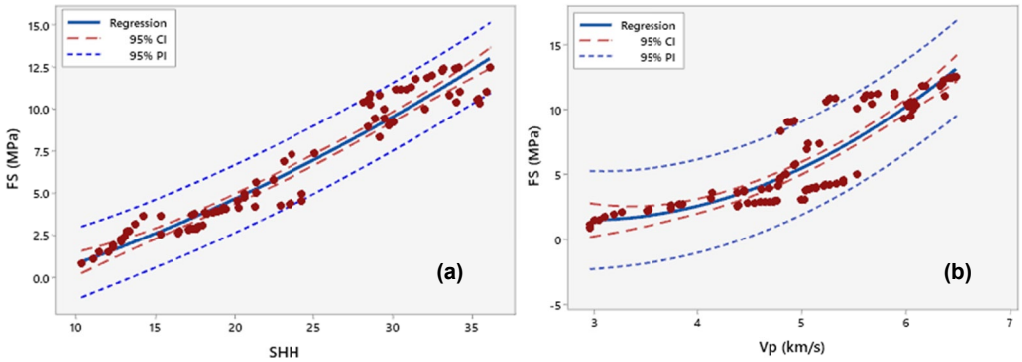 15.0
12.5
10.0
7.5
5.0
2.5
0.0
FS (MPa)
Regression
95% CI
95% PI
(a)
10 15 20 25 30 35
SHH
15
10
5
0
-5
FS (MPa)
Regression
95% CI
95% PI
(b)
3 4 5 6 7
Vp (km/s)